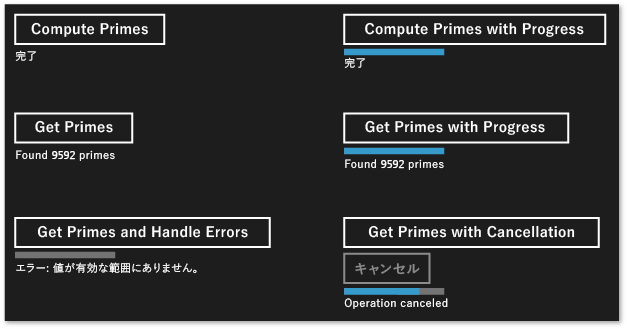 Compute Primes
完了
Compute Primes with Progress
完了
Get Primes
Found 9592 primes
Get Primes with Progress
Found 9592 primes
Get Primes and Handle Errors
エラー: 値が有効な範囲にありません。
Get Primes with Cancellation
キャンセル
Operation canceled